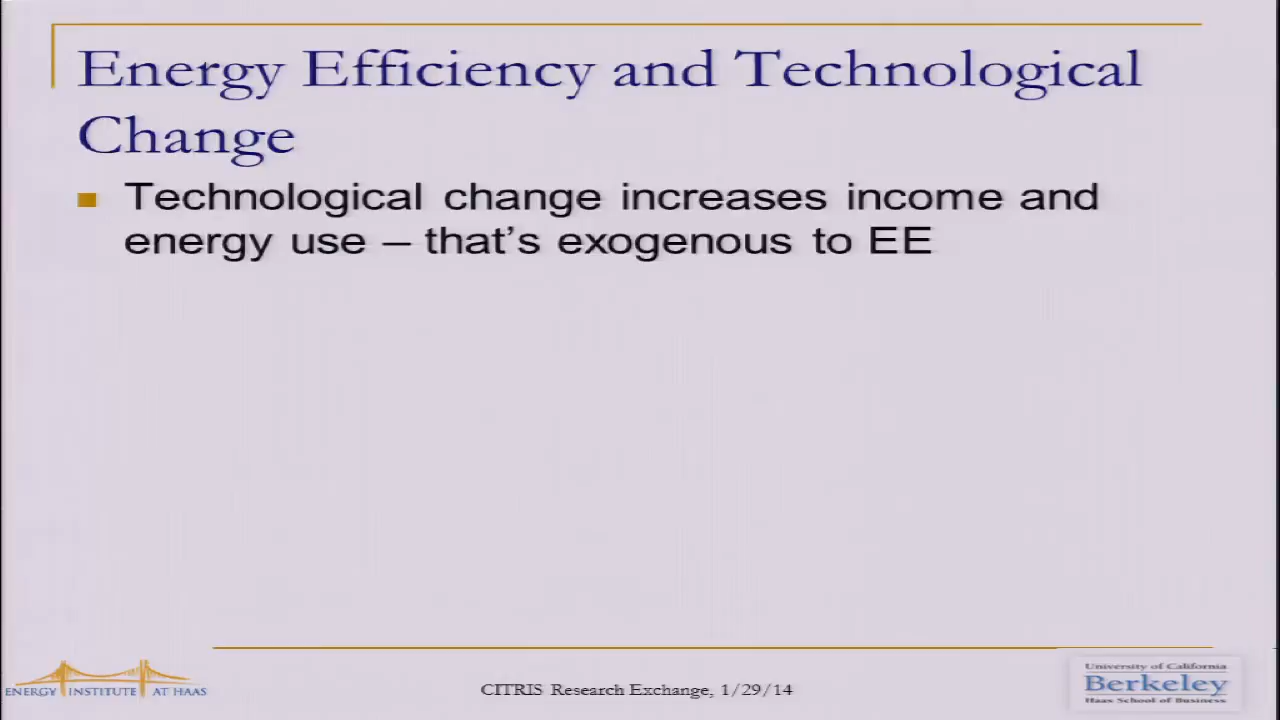 Energy Efficiency and Technological
Change
Technological change increases income and
energy use – that's exogenous to EE
ENERGY INSTITUTE AT HAAS
CITRIS Research Exchange, 1/29/14
University of California
Berkeley
Haas School of Business